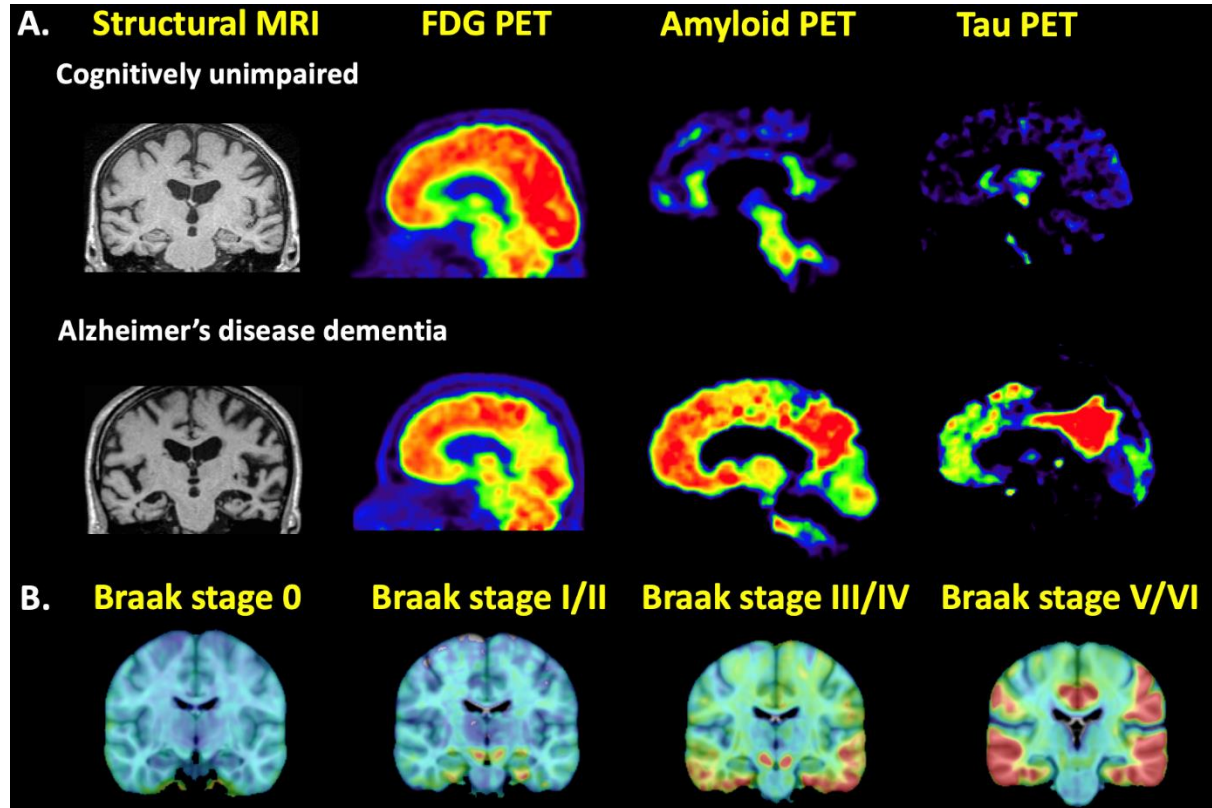 A. Structural MRI FDG PET Amyloid PET Tau PET
Cognitively unimpaired
Alzheimer’s disease dementia
B. Braak stage 0 Braak stage I/II Braak stage III/IV Braak stage V/VI